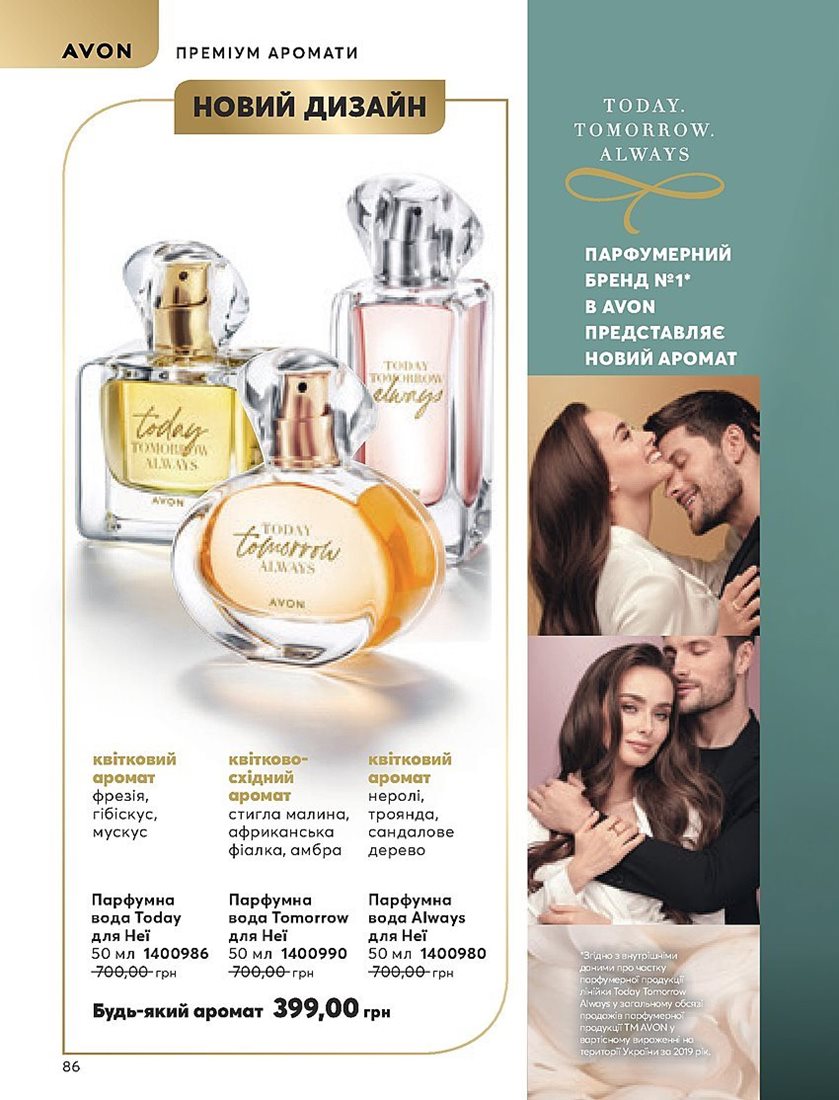 AVON
ПРЕМІУМ АРОМАТИ
НОВИЙ ДИЗАЙН
TODAY.
TOMORROW.
ALWAYS
ПАРФУМЕРНИЙ
БРЕНД №1*
В AVON
ПРЕДСТАВЛЯЄ
НОВИЙ АРОМАТ
today
TOMORROW
ALWAYS
AVON
TODAY
TOMORROW
always
TODAY
tomorrow
ALWAYS
AVON
квітковий
аромат
фрезія,
гібіскус,
мускус
Парфумна
вода Today
для Неї
50 мл 1400986
700,00 грн
квітково-
східний
аромат
стигла малина,
африканська
фіалка, амбра
Парфумна
вода Tomorrow
для Неї
50 мл 1400990
700,00 грн
квітковий
аромат
неролі,
троянда,
сандалове
дерево
Парфумна
вода Always
для Неї
50 мл 1400980
700,00 грн
Будь-який аромат 399,00 грн
*Згідно з внутрішніми
даними про частку
парфумерної продукції
лінійки Today Tomorrow
Always у загальному обсязі
продажів парфумерної
продукції ТМ AVON у
вартісному вираженні на
території України за 2019 рік.
86